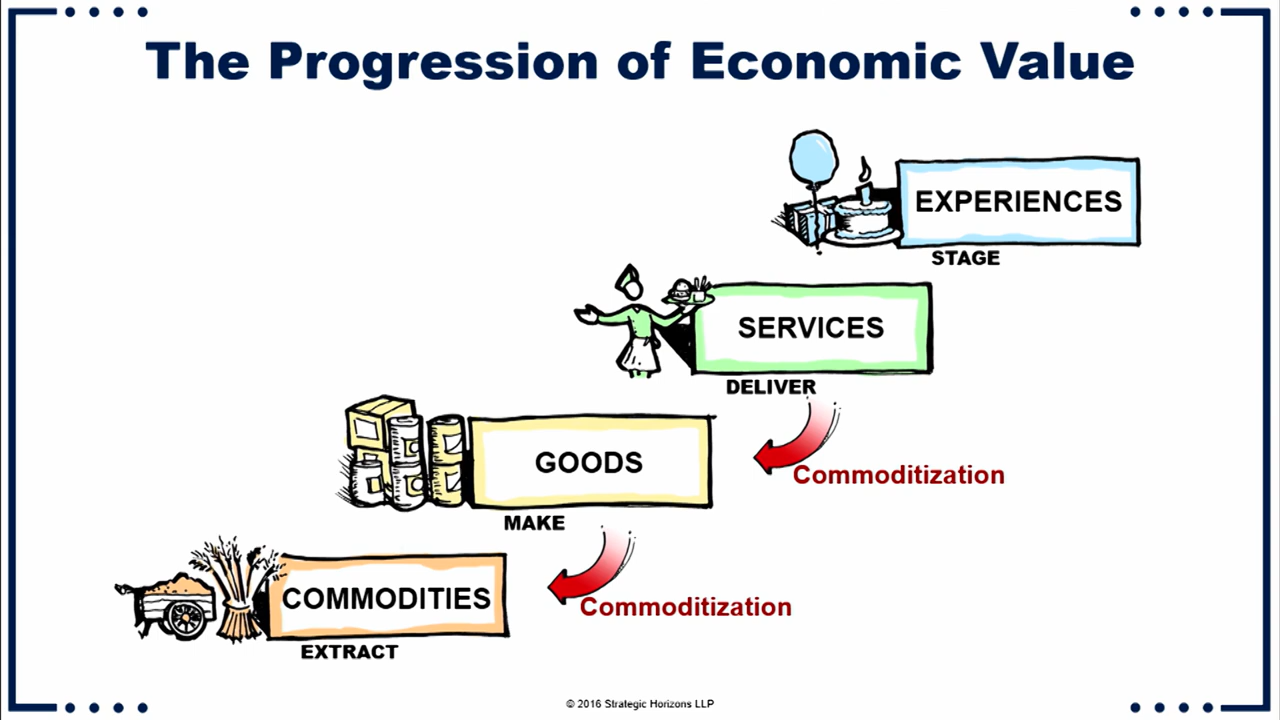 The Progression of Economic Value
EXPERIENCES
STAGE
SERVICES
DELIVER
GOODS
Commoditization
MAKE
COMMODITIES
Commoditization
EXTRACT
© 2016 Strategic Horizons LLP